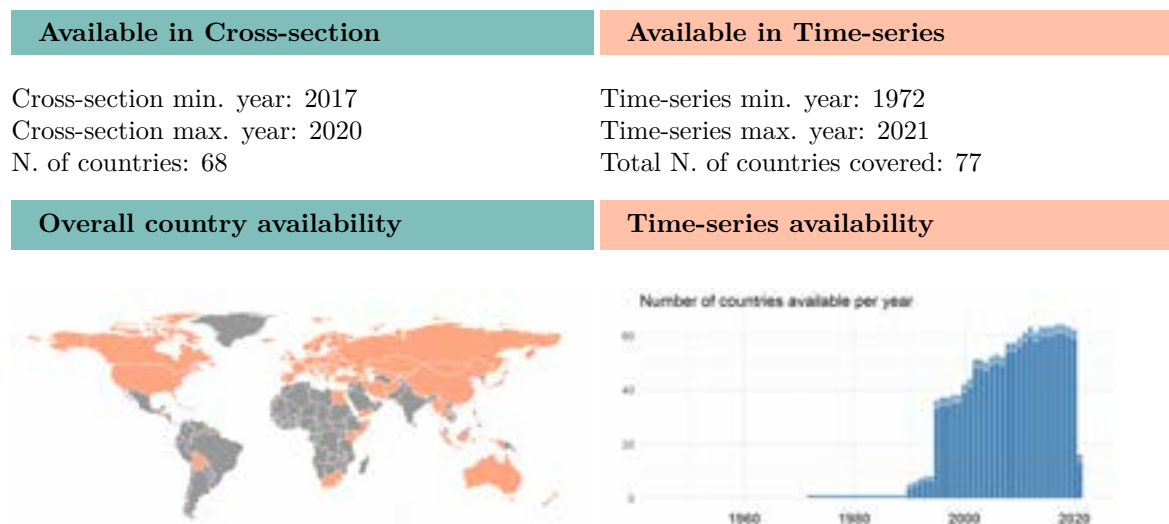 Available in Cross-section
Available in Time-series
Cross-section min. year: 2017
Cross-section max. year: 2020
N. of countries: 68
Time-series min. year: 1972
Time-series max. year: 2021
Total N. of countries covered: 77
Overall country availability
Time-series availability
Number of countries available per year
60
40
20
0
1960 1980 2000 2020